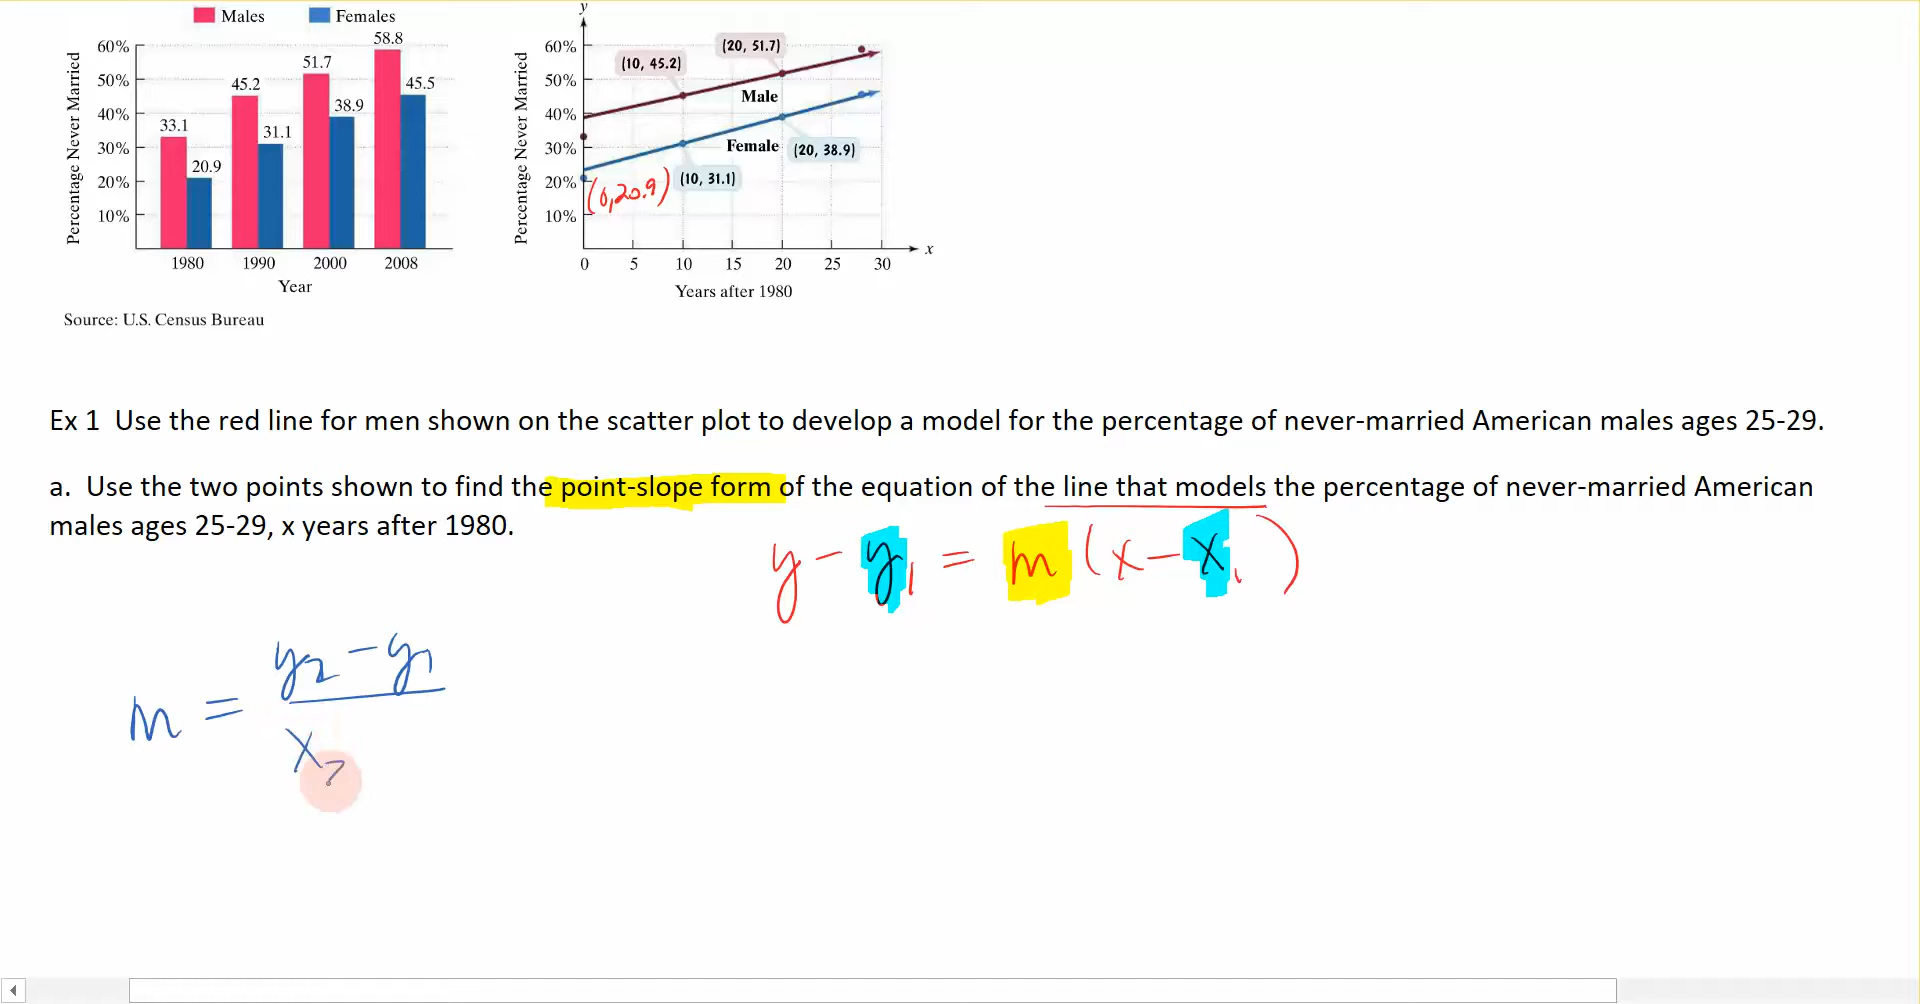 Males Females
Percentage Never Married
60%
50%
40%
30%
20%
10%
33.1 20.9 45.2 31.1 51.7 38.9 58.8 45.5
1980 1990 2000 2008
Year
y
Percentage Never Married
60%
50%
40%
30%
20%
10%
(10, 45.2)
(20, 51.7)
Male
Female
(20, 38.9)
(10, 31.1)
(0,20.9)
0 5 10 15 20 25 30
x
Years after 1980
Source: U.S. Census Bureau
Ex 1 Use the red line for men shown on the scatter plot to develop a model for the percentage of never-married American males ages 25-29.
a. Use the two points shown to find the point-slope form of the equation of the line that models the percentage of never-married American
males ages 25-29, x years after 1980.
y - y₁ = m (x - x₁)
y₂ - y₁
m =
x₂